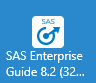 SAS
SAS Enterprise
Guide 8.2 (32...